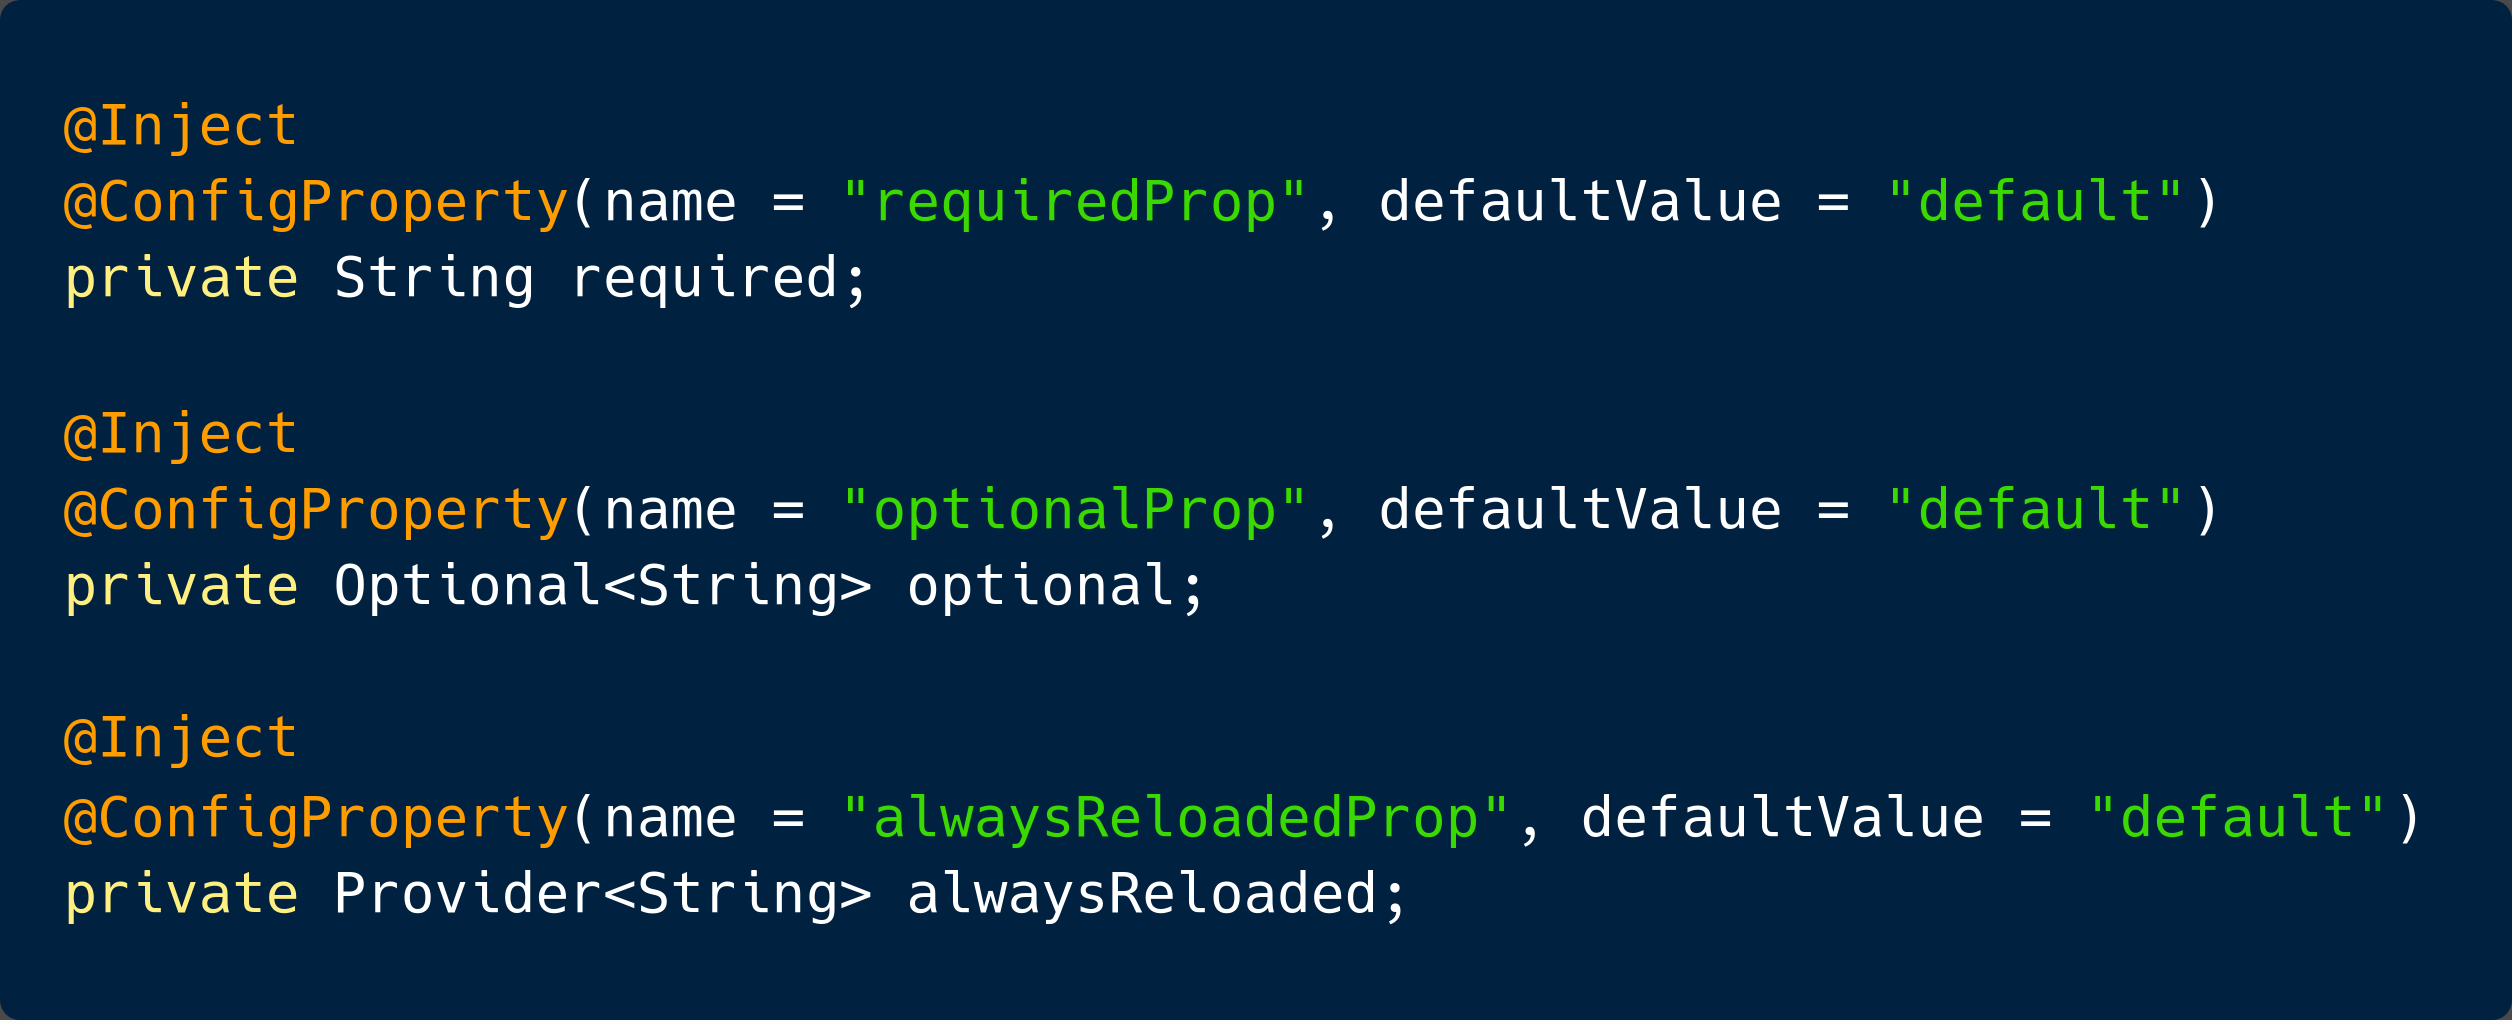 @Inject
@ConfigProperty(name = "requiredProp", defaultValue = "default")
private String required;
@Inject
@ConfigProperty(name = "optionalProp", defaultValue = "default")
private Optional<String> optional;
@Inject
@ConfigProperty(name = "alwaysReloadedProp", defaultValue = "default")
private Provider<String> alwaysReloaded;